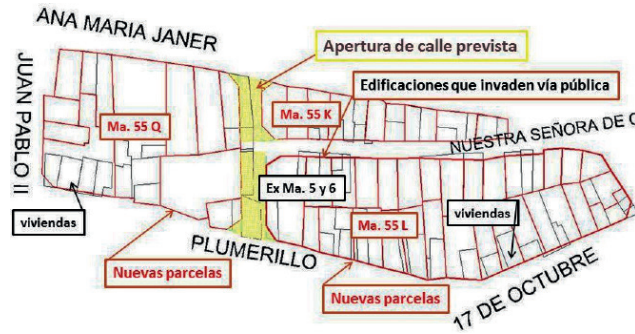 ANA MARIA JANER
Apertura de calle prevista
JUAN PABLO II
Edificaciones que invaden vía pública
Ma. 55 Q
Ma. 55 K
NUESTRA SEÑORA DE C
Ex Ma. 5 y 6
viviendas
viviendas
Ma. 55 L
PLUMERILLO
Nuevas parcelas
Nuevas parcelas
17 DE OCTUBRE